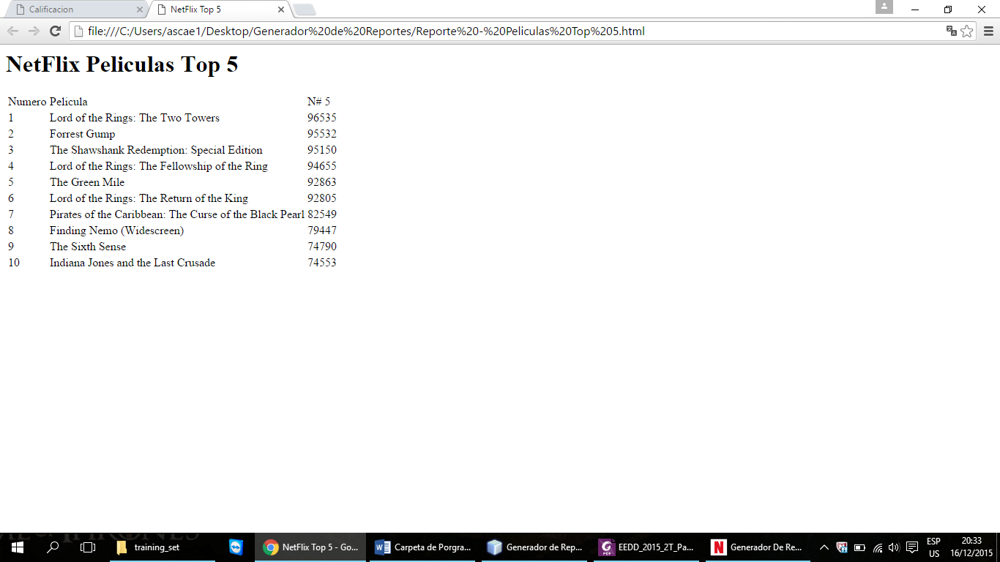 Calificacion
NetFlix Top 5
file:///C:/Users/ascae1/Desktop/Generador%20de%20Reportes/Reporte%20-%20Peliculas%20Top%205.html
NetFlix Peliculas Top 5
Numero Pelicula N# 5
1 Lord of the Rings: The Two Towers 96535
2 Forrest Gump 95532
3 The Shawshank Redemption: Special Edition 95150
4 Lord of the Rings: The Fellowship of the Ring 94655
5 The Green Mile 92863
6 Lord of the Rings: The Return of the King 92805
7 Pirates of the Caribbean: The Curse of the Black Pearl 82549
8 Finding Nemo (Widescreen) 79447
9 The Sixth Sense 74790
10 Indiana Jones and the Last Crusade 74553
training_set
NetFlix Top 5 - Go...
Carpeta de Porgra...
Generador de Rep...
EEDD_2015_2T_Pa...
Generador De Re...
ESP
US
20:33
16/12/2015